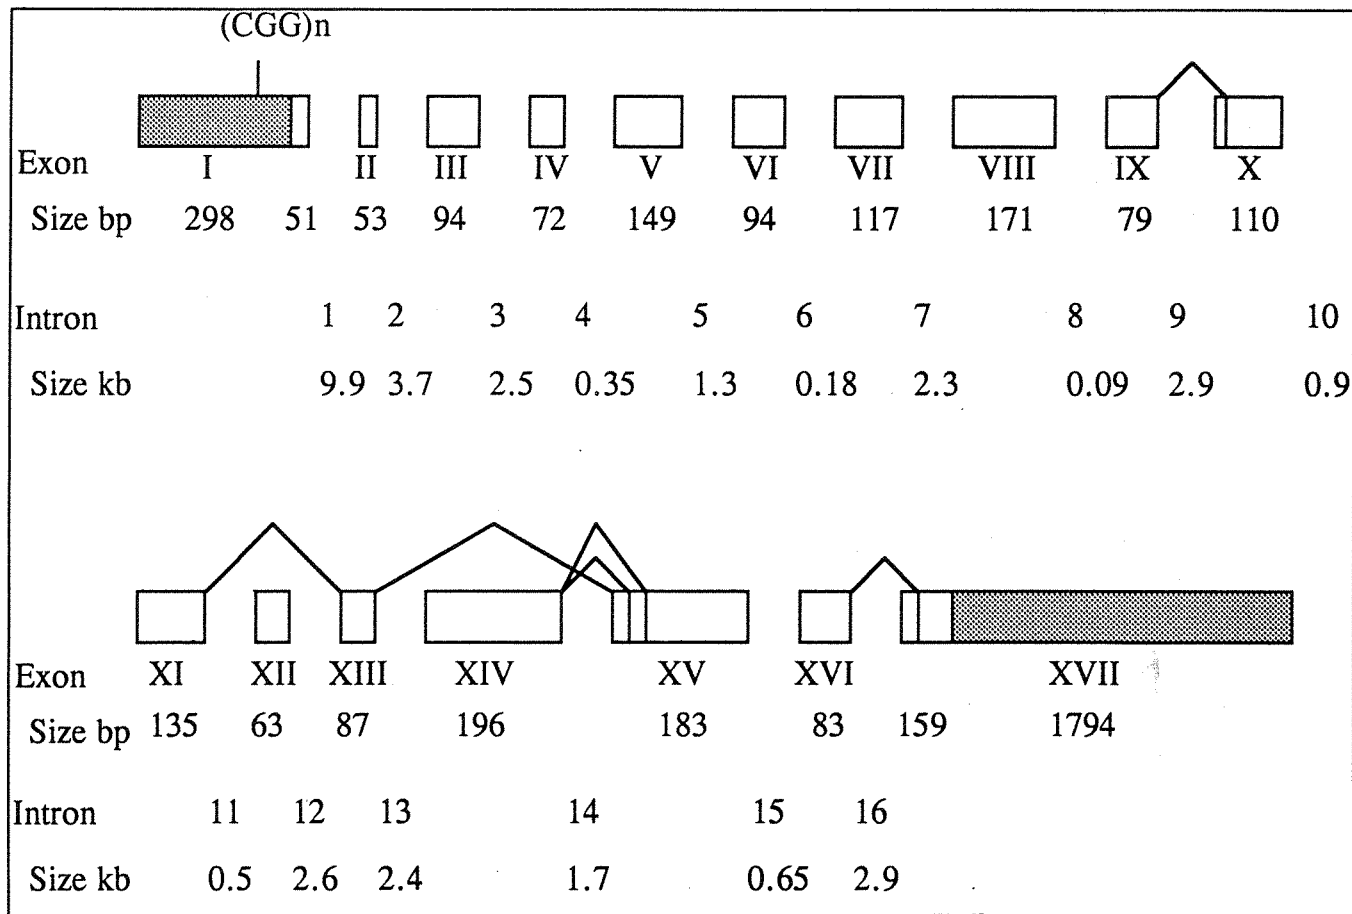 (CGG)n
Exon I II III IV V VI VII VIII IX X
Size bp 298 51 53 94 72 149 94 117 171 79 110
Intron 1 2 3 4 5 6 7 8 9 10
Size kb 9.9 3.7 2.5 0.35 1.3 0.18 2.3 0.09 2.9 0.9
Exon XI XII XIII XIV XV XVI XVII
Size bp 135 63 87 196 183 83 159 1794
Intron 11 12 13 14 15 16
Size kb 0.5 2.6 2.4 1.7 0.65 2.9